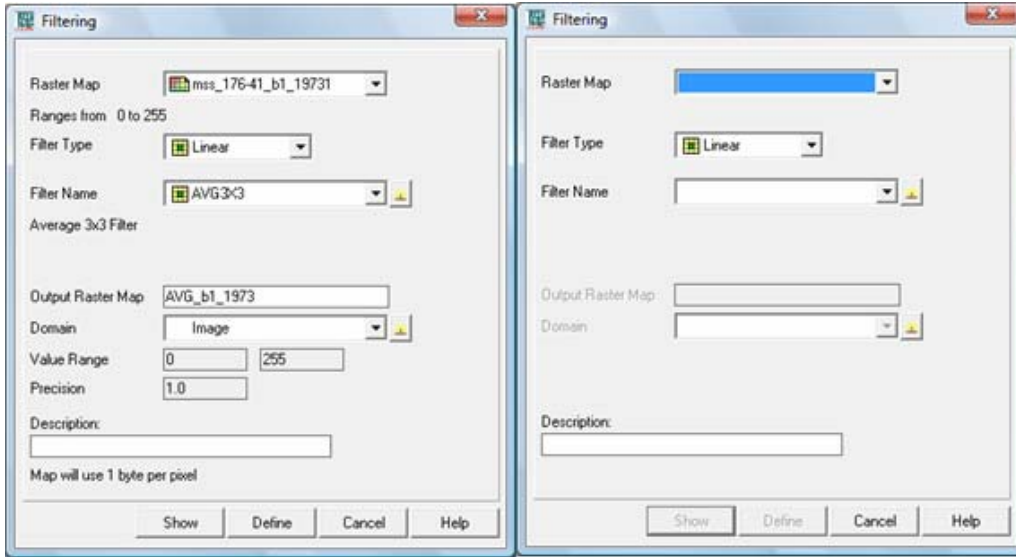 Filtering
Raster Map mss_176-41_b1_19731
Ranges from 0 to 255
Filter Type Linear
Filter Name AVG3X3
Average 3x3 Filter
Output Raster Map AVG_b1_1973
Domain Image
Value Range 0 255
Precision 1.0
Description:
Map will use 1 byte per pixel
Show Define Cancel Help
Filtering
Raster Map
Filter Type Linear
Filter Name
Output Raster Map
Domain
Description:
Show Define Cancel Help